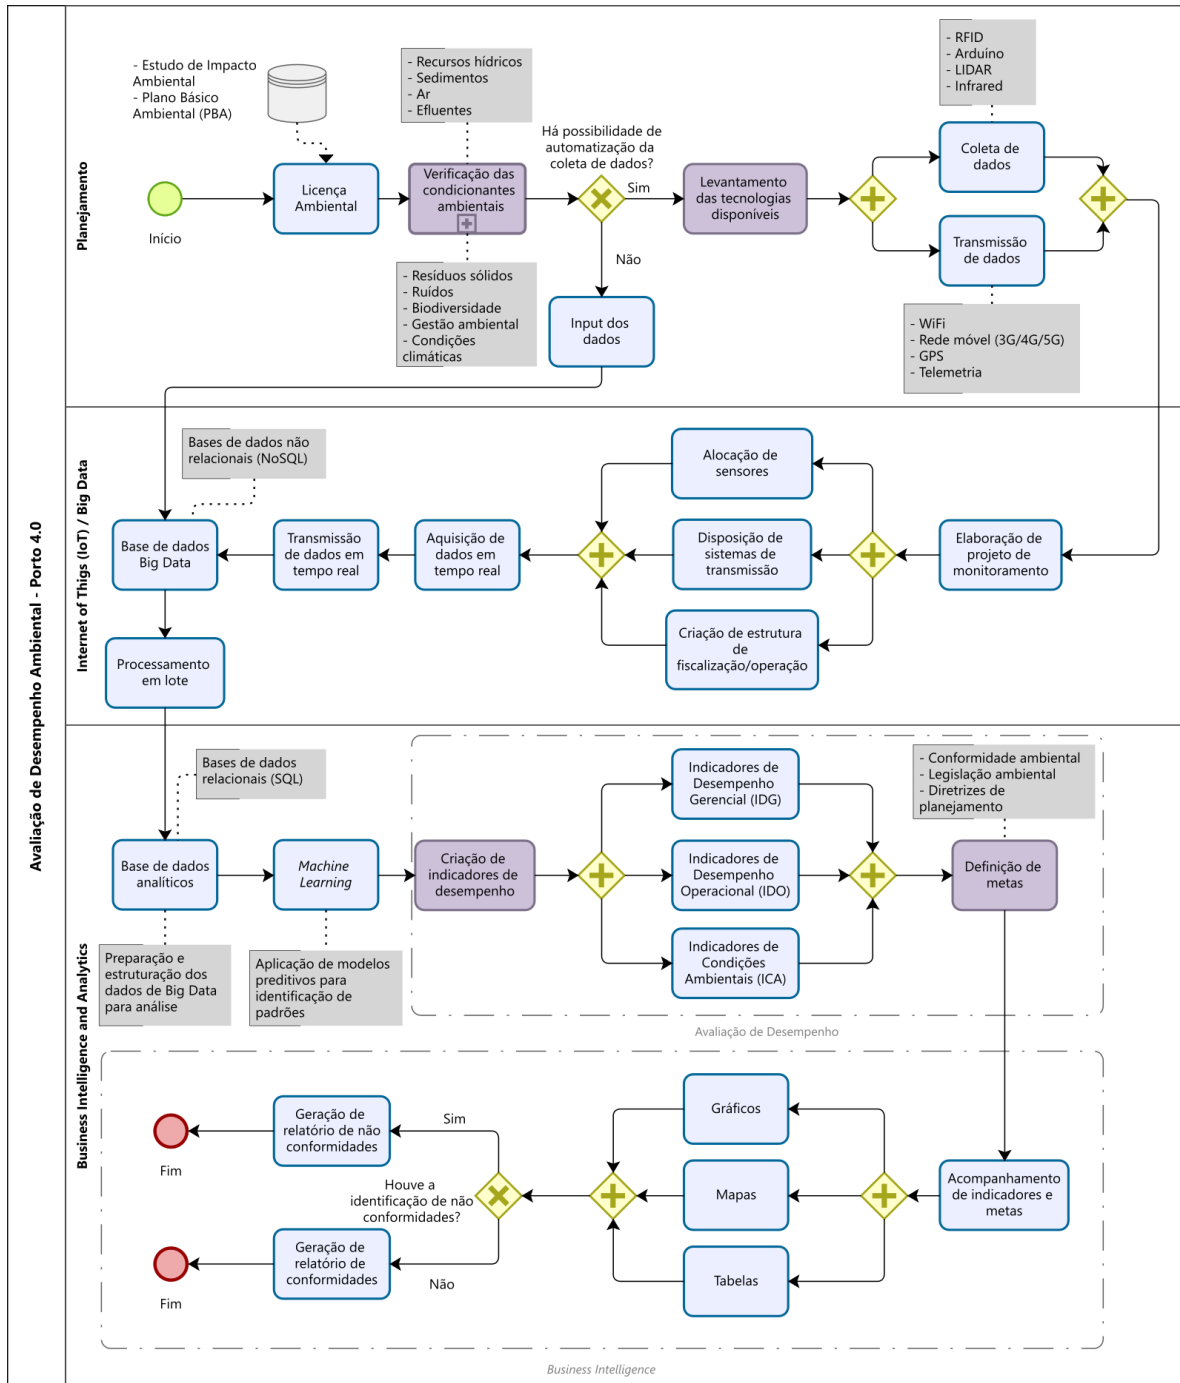 Avaliação de Desempenho Ambiental - Porto 4.0
Planejamento
- Estudo de Impacto
Ambiental
- Plano Básico
Ambiental (PBA)
- Recursos hídricos
- Sedimentos
- Ar
- Efluentes
- RFID
- Arduíno
- LIDAR
- Infrared
Início
Licença
Ambiental
Verificação das
condicionantes
ambientais
Há possibilidade de
automatização da
coleta de dados?
Sim
Não
Levantamento
das tecnologias
disponíveis
Coleta de
dados
Transmissão
de dados
- Resíduos sólidos
- Ruídos
- Biodiversidade
- Gestão ambiental
- Condições
climáticas
Input dos
dados
- WiFi
- Rede móvel (3G/4G/5G)
- GPS
- Telemetria
Internet of Thigs (IoT) / Big Data
Bases de dados não
relacionais (NoSQL)
Alocação de
sensores
Base de dados
Big Data
Transmissão
de dados em
tempo real
Aquisição de
dados em
tempo real
Disposição de
sistemas de
transmissão
Elaboração de
projeto de
monitoramento
Criação de estrutura
de
fiscalização/operação
Processamento
em lote
Business Intelligence and Analytics
Bases de dados
relacionais (SQL)
Indicadores de
Desempenho
Gerencial (IDG)
- Conformidade ambiental
- Legislação ambiental
- Diretrizes de
planejamento
Base de dados
analíticos
Machine
Learning
Criação de
indicadores de
desempenho
Indicadores de
Desempenho
Operacional (IDO)
Definição de
metas
Indicadores de
Condições
Ambientais (ICA)
Preparação e
estruturação dos
dados de Big Data
para análise
Aplicação de modelos
preditivos para
identificação de
padrões
Avaliação de Desempenho
Gráficos
Mapas
Tabelas
Acompanhamento
de indicadores e
metas
Geração de
relatório de não
conformidades
Sim
Fim
Houve a
identificação de não
conformidades?
Geração de
relatório de
conformidades
Não
Fim
Business Intelligence